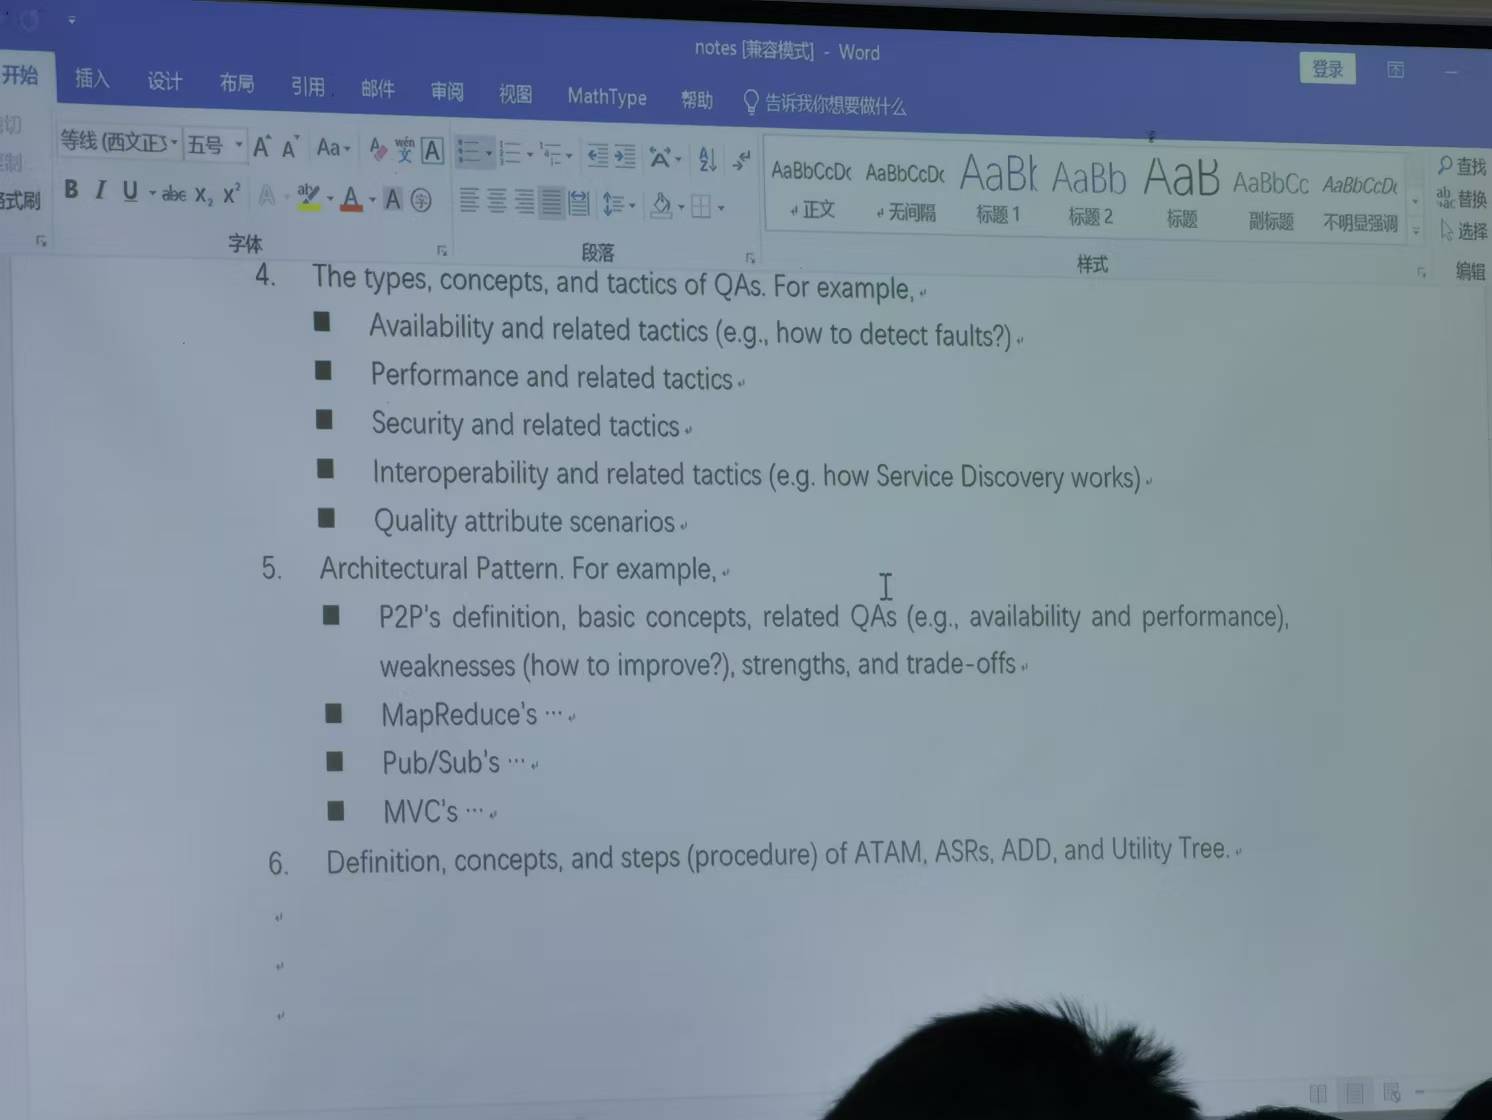 notes [兼容模式] - Word
登录
开始 插入 设计 布局 引用 邮件 审阅 视图 MathType 帮助 告诉我你想要做什么
等线 (西文正) 五号 Aa wén 文 A
B I U abc X₂ X² A aby A A 字
AaBbCcDc AaBbCcDc AaBb AaBb AaB AaBbCc AaBbCcDc
正文 无间隔 标题 1 标题 2 标题 副标题 不明显强调
查找
替换
选择
格式刷
字体 段落 样式 编辑
4. The types, concepts, and tactics of QAs. For example,
■ Availability and related tactics (e.g., how to detect faults?)
■ Performance and related tactics
■ Security and related tactics
■ Interoperability and related tactics (e.g. how Service Discovery works)
■ Quality attribute scenarios
5. Architectural Pattern. For example,
■ P2P's definition, basic concepts, related QAs (e.g., availability and performance),
weaknesses (how to improve?), strengths, and trade-offs
■ MapReduce's ···
■ Pub/Sub's ···
■ MVC's ···
6. Definition, concepts, and steps (procedure) of ATAM, ASRs, ADD, and Utility Tree.